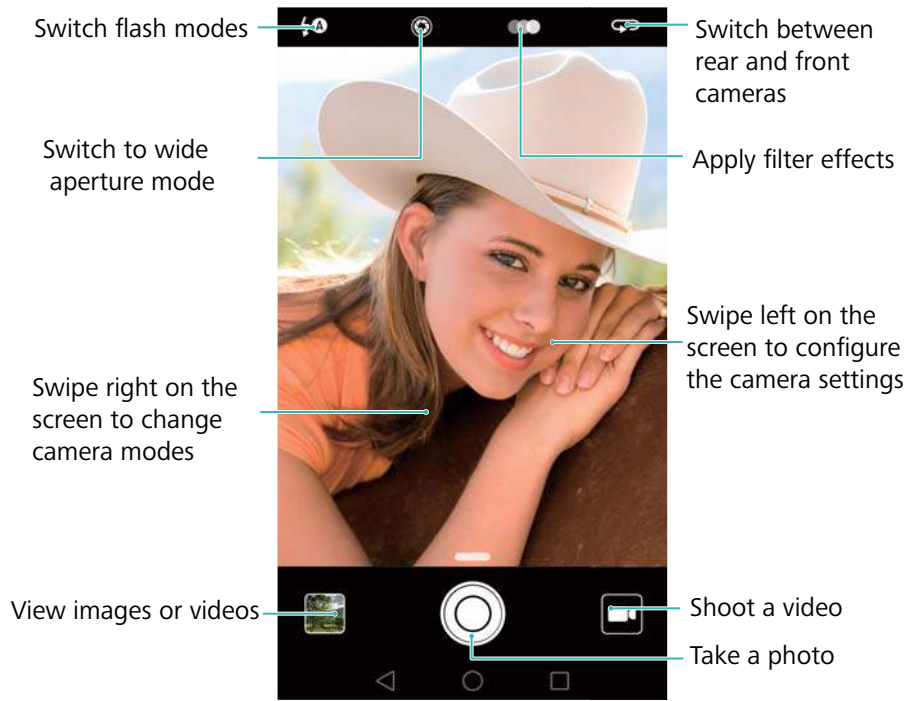 Switch flash modes
A
Switch between
rear and front
cameras
Switch to wide
aperture mode
Apply filter effects
Swipe left on the
screen to configure
the camera settings
Swipe right on the
screen to change
camera modes
View images or videos
Shoot a video
Take a photo